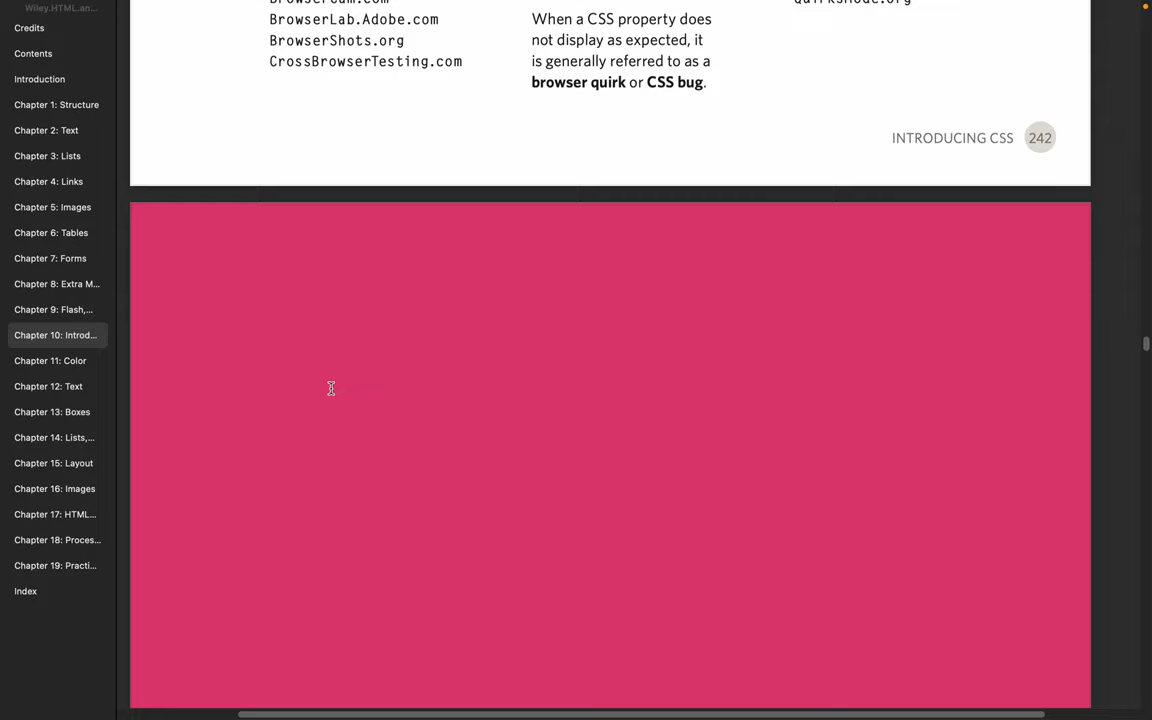 Wiley.HTML.an...
Credits
Contents
Introduction
Chapter 1: Structure
Chapter 2: Text
Chapter 3: Lists
Chapter 4: Links
Chapter 5: Images
Chapter 6: Tables
Chapter 7: Forms
Chapter 8: Extra M...
Chapter 9: Flash,...
Chapter 10: Introd...
Chapter 11: Color
Chapter 12: Text
Chapter 13: Boxes
Chapter 14: Lists,...
Chapter 15: Layout
Chapter 16: Images
Chapter 17: HTML...
Chapter 18: Proces...
Chapter 19: Practi...
Index
BrowserCam.com
BrowserLab.Adobe.com
BrowserShots.org
CrossBrowserTesting.com
When a CSS property does
not display as expected, it
is generally referred to as a
browser quirk or CSS bug.
QuirksMode.org
INTRODUCING CSS 242